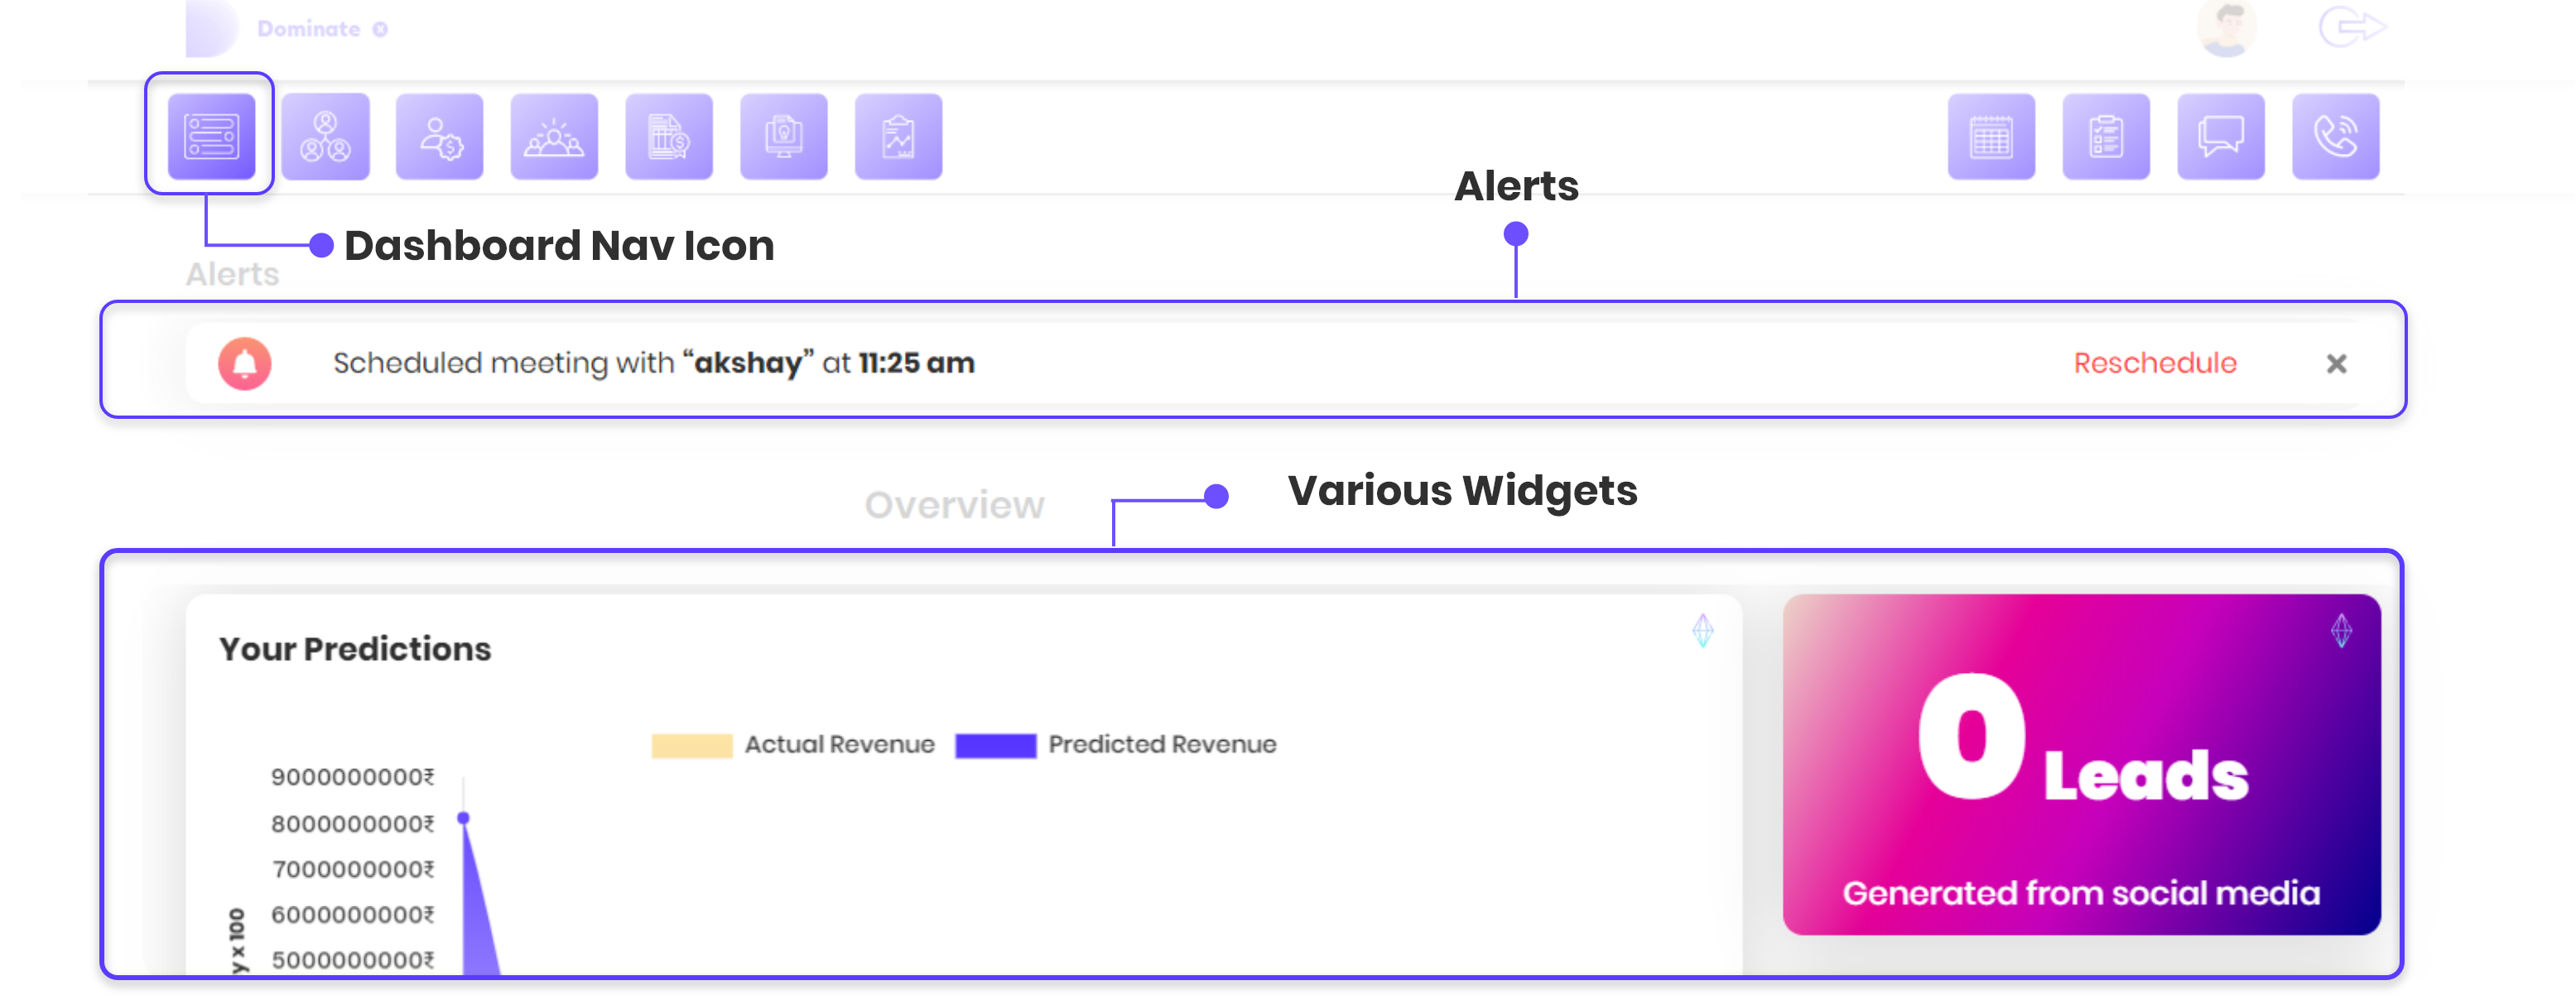 Dominate
Alerts
Dashboard Nav Icon
Alerts
Scheduled meeting with “akshay” at 11:25 am
Reschedule
Various Widgets
Overview
Your Predictions
Actual Revenue
Predicted Revenue
9000000000₹
8000000000₹
7000000000₹
6000000000₹
5000000000₹
y x 100
0 Leads
Generated from social media